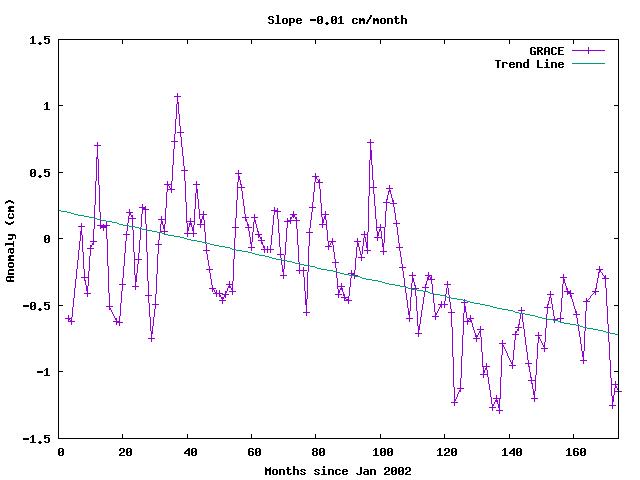 Slope -0.01 cm/month
GRACE
Trend Line
1.5
1
0.5
0
-0.5
-1
-1.5
Anomaly (cm)
0 20 40 60 80 100 120 140 160
Months since Jan 2002